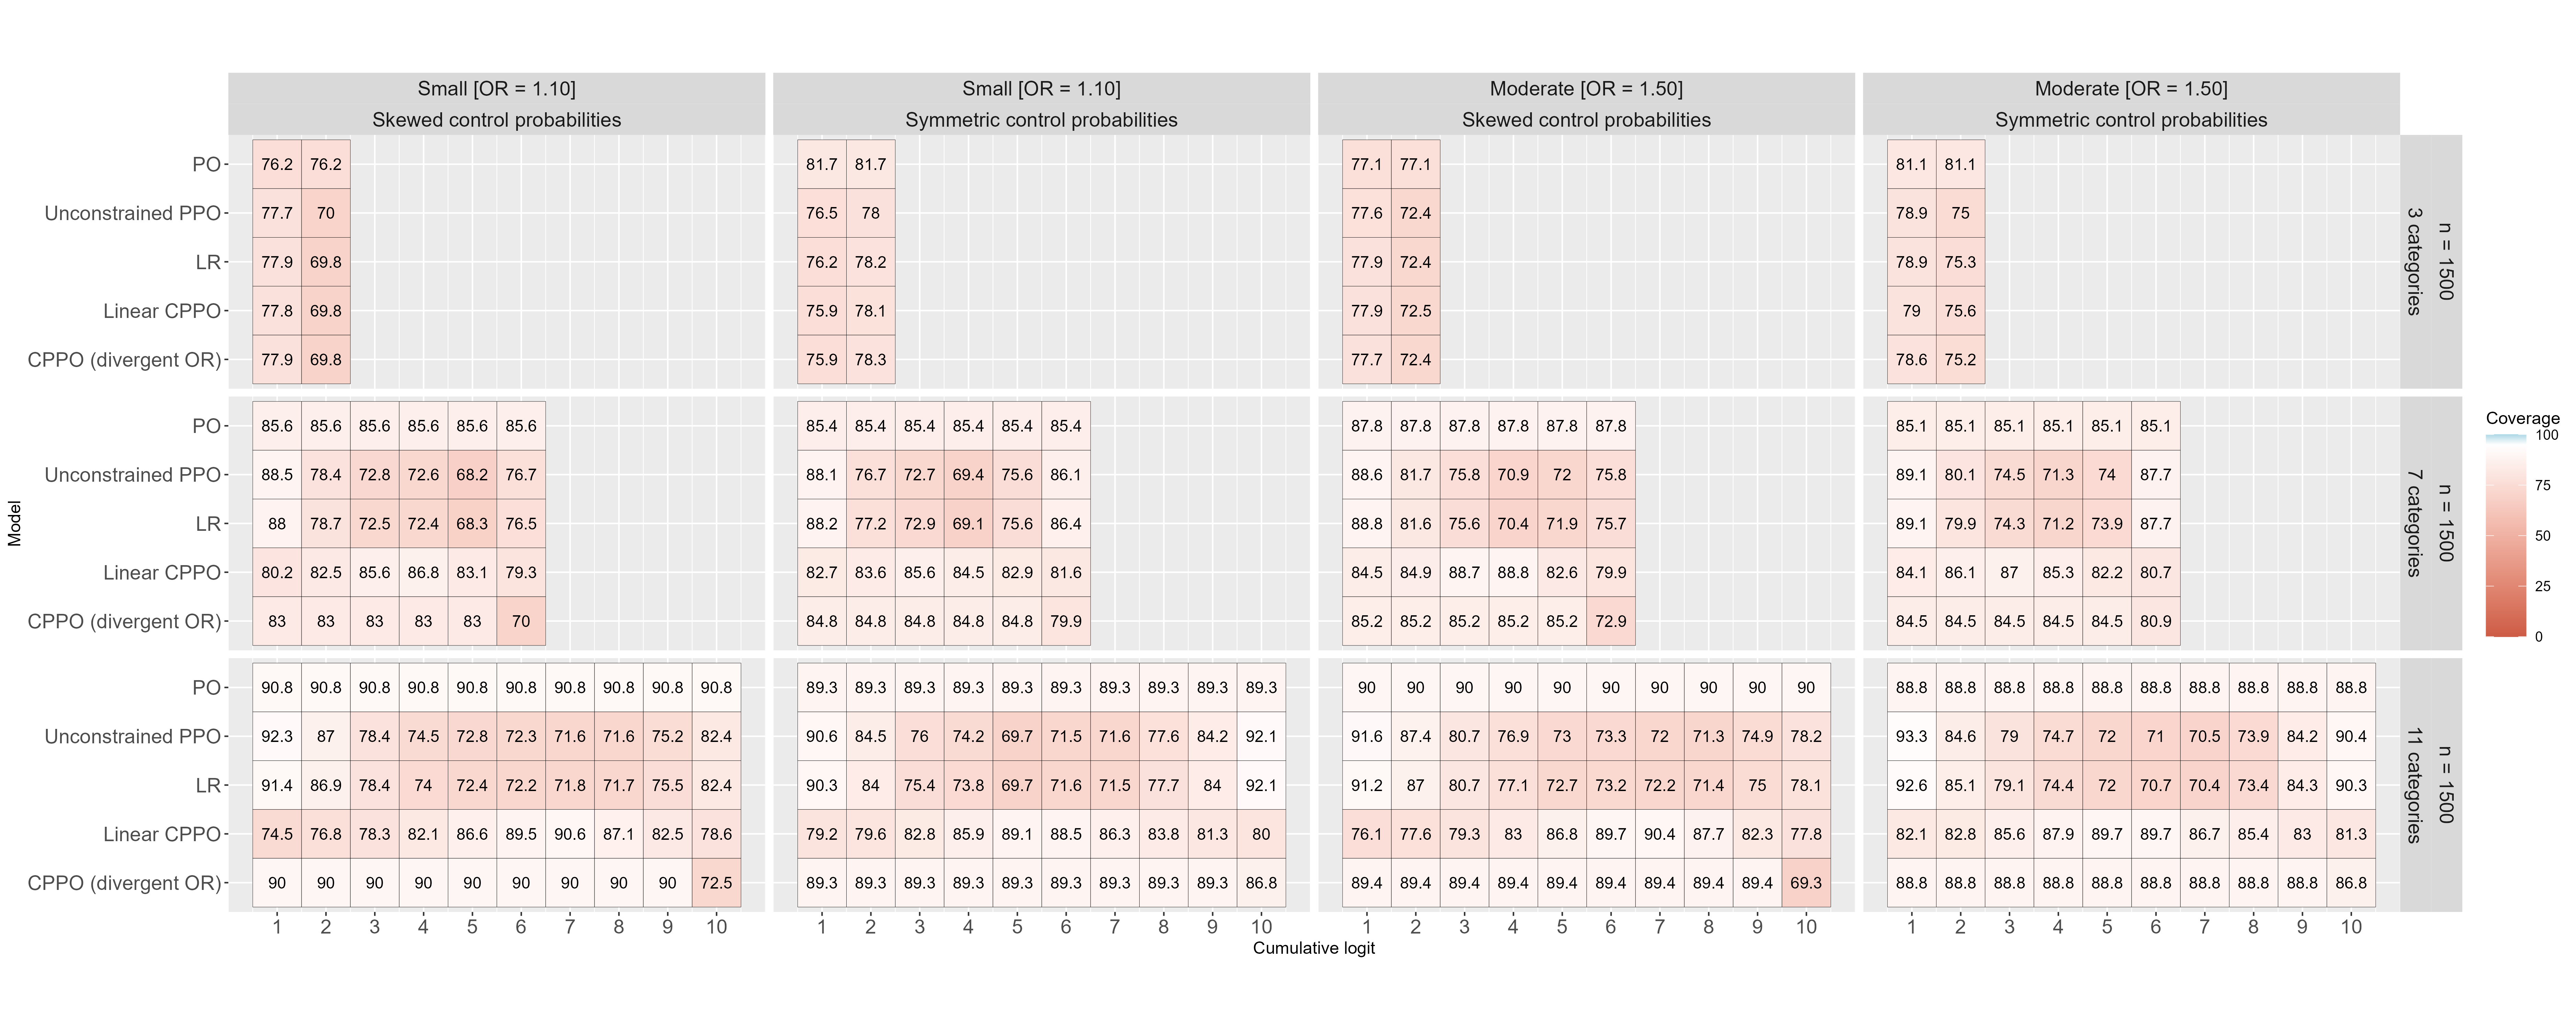 Small [OR = 1.10] Small [OR = 1.10] Moderate [OR = 1.50] Moderate [OR = 1.50]
Skewed control probabilities Symmetric control probabilities Skewed control probabilities Symmetric control probabilities
PO 76.2 76.2 81.7 81.7 77.1 77.1 81.1 81.1
Unconstrained PPO 77.7 70 76.5 78 77.6 72.4 78.9 75
LR 77.9 69.8 76.2 78.2 77.9 72.4 78.9 75.3
Linear CPPO 77.8 69.8 75.9 78.1 77.9 72.5 79 75.6
CPPO (divergent OR) 77.9 69.8 75.9 78.3 77.7 72.4 78.6 75.2
n = 1500
3 categories
PO 85.6 85.6 85.6 85.6 85.6 85.6 85.4 85.4 85.4 85.4 85.4 85.4 87.8 87.8 87.8 87.8 87.8 87.8 85.1 85.1 85.1 85.1 85.1 85.1
Unconstrained PPO 88.5 78.4 72.8 72.6 68.2 76.7 88.1 76.7 72.7 69.4 75.6 86.1 88.6 81.7 75.8 70.9 72 75.8 89.1 80.1 74.5 71.3 74 87.7
LR 88 78.7 72.5 72.4 68.3 76.5 88.2 77.2 72.9 69.1 75.6 86.4 88.8 81.6 75.6 70.4 71.9 75.7 89.1 79.9 74.3 71.2 73.9 87.7
Linear CPPO 80.2 82.5 85.6 86.8 83.1 79.3 82.7 83.6 85.6 84.5 82.9 81.6 84.5 84.9 88.7 88.8 82.6 79.9 84.1 86.1 87 85.3 82.2 80.7
CPPO (divergent OR) 83 83 83 83 83 70 84.8 84.8 84.8 84.8 84.8 79.9 85.2 85.2 85.2 85.2 85.2 72.9 84.5 84.5 84.5 84.5 84.5 80.9
n = 1500
7 categories
PO 90.8 90.8 90.8 90.8 90.8 90.8 90.8 90.8 90.8 90.8 89.3 89.3 89.3 89.3 89.3 89.3 89.3 89.3 89.3 89.3 90 90 90 90 90 90 90 90 90 90 88.8 88.8 88.8 88.8 88.8 88.8 88.8 88.8 88.8 88.8
Unconstrained PPO 92.3 87 78.4 74.5 72.8 72.3 71.6 71.6 75.2 82.4 90.6 84.5 76 74.2 69.7 71.5 71.6 77.6 84.2 92.1 91.6 87.4 80.7 76.9 73 73.3 72 71.3 74.9 78.2 93.3 84.6 79 74.7 72 71 70.5 73.9 84.2 90.4
LR 91.4 86.9 78.4 74 72.4 72.2 71.8 71.7 75.5 82.4 90.3 84 75.4 73.8 69.7 71.6 71.5 77.7 84 92.1 91.2 87 80.7 77.1 72.7 73.2 72.2 71.4 75 78.1 92.6 85.1 79.1 74.4 72 70.7 70.4 73.4 84.3 90.3
Linear CPPO 74.5 76.8 78.3 82.1 86.6 89.5 90.6 87.1 82.5 78.6 79.2 79.6 82.8 85.9 89.1 88.5 86.3 83.8 81.3 80 76.1 77.6 79.3 83 86.8 89.7 90.4 87.7 82.3 77.8 82.1 82.8 85.6 87.9 89.7 89.7 86.7 85.4 83 81.3
CPPO (divergent OR) 90 90 90 90 90 90 90 90 90 72.5 89.3 89.3 89.3 89.3 89.3 89.3 89.3 89.3 89.3 86.8 89.4 89.4 89.4 89.4 89.4 89.4 89.4 89.4 89.4 69.3 88.8 88.8 88.8 88.8 88.8 88.8 88.8 88.8 88.8 86.8
n = 1500
11 categories
1 2 3 4 5 6 7 8 9 10 1 2 3 4 5 6 7 8 9 10 1 2 3 4 5 6 7 8 9 10 1 2 3 4 5 6 7 8 9 10
Cumulative logit
Model
Coverage
100
75
50
25
0